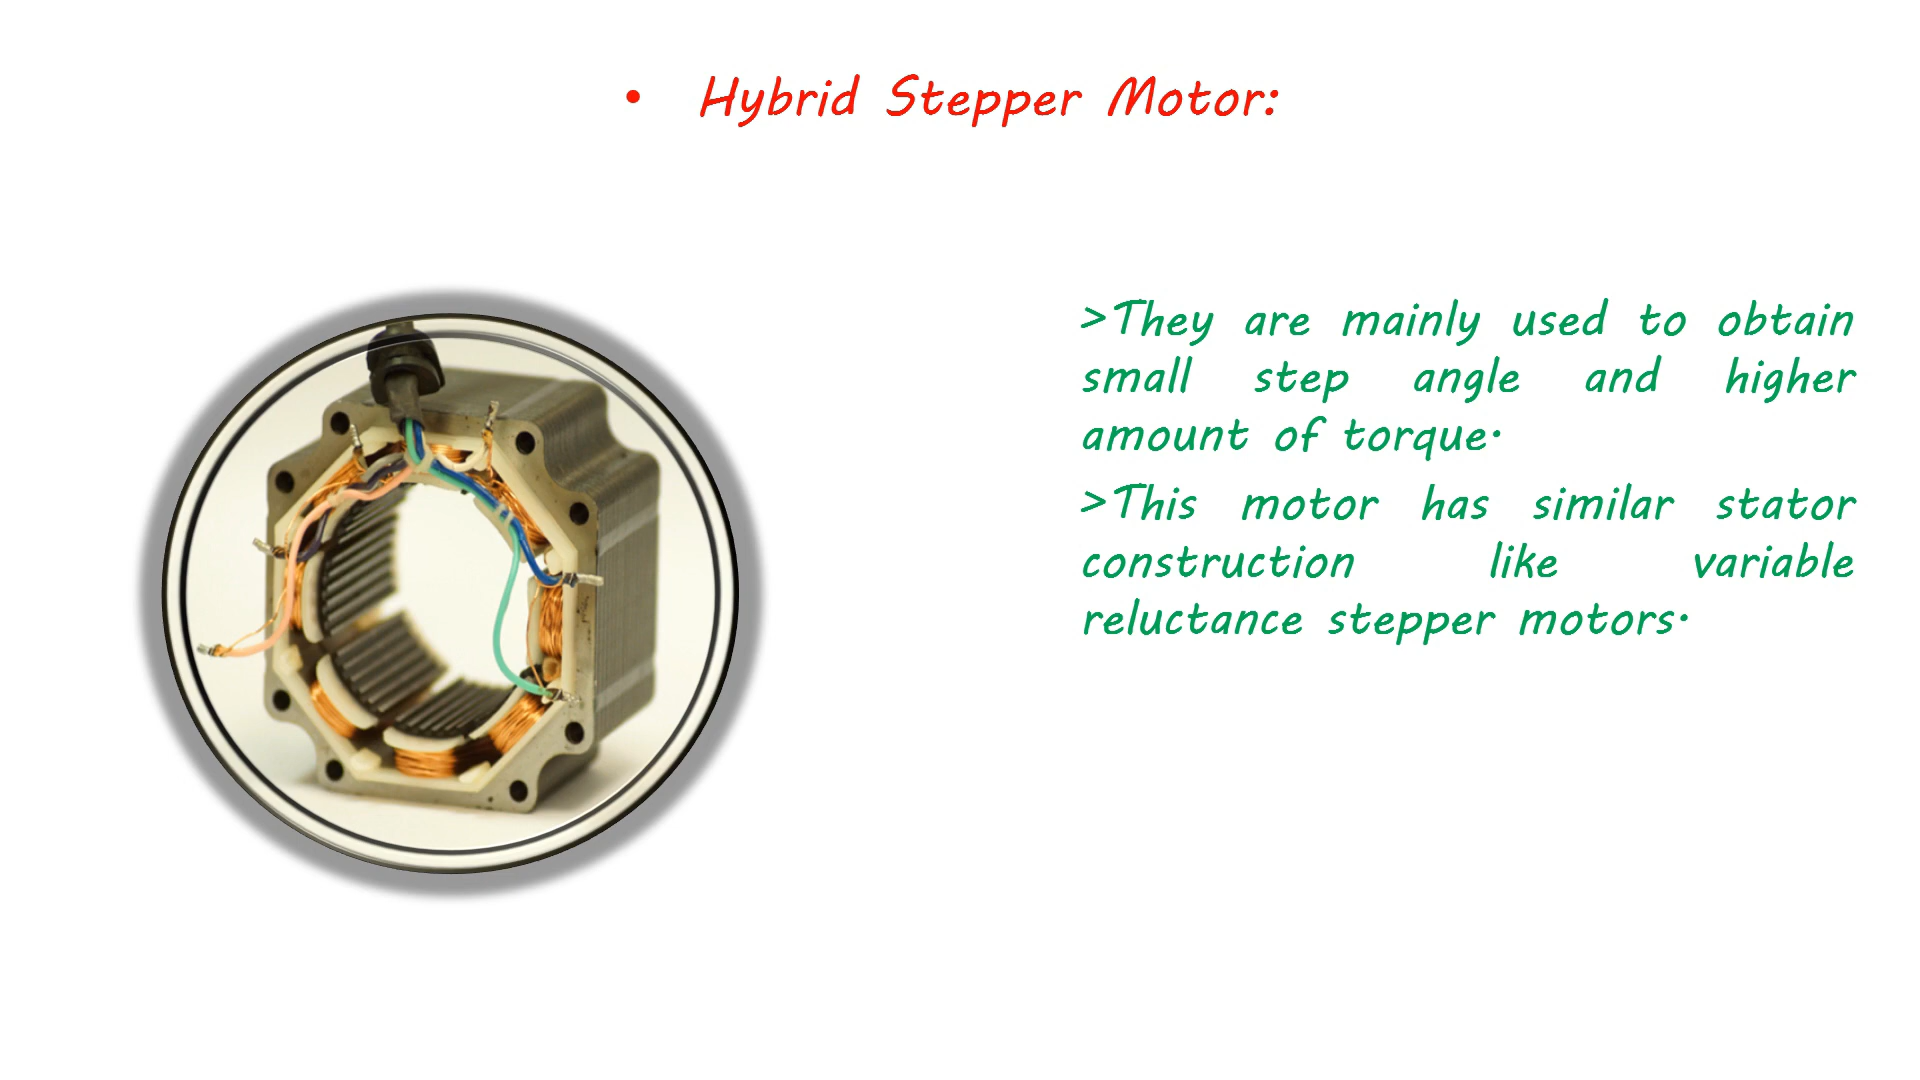 • Hybrid Stepper Motor:
>They are mainly used to obtain
small step angle and higher
amount of torque.
>This motor has similar stator
construction like variable
reluctance stepper motors.